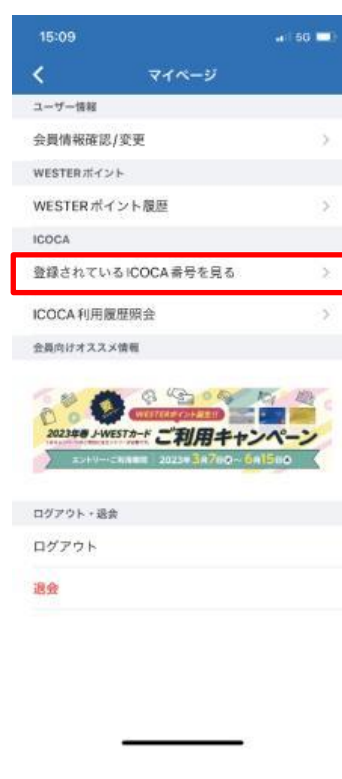 15:09
5G
マイページ
ユーザー情報
会員情報確認/変更
WESTERポイント
WESTERポイント履歴
ICOCA
登録されているICOCA番号を見る
ICOCA利用履歴照会
会員向けオススメ情報
WESTERポイント誕生!!
2023年春 J-WESTカード ご利用キャンペーン
エントリー・ご利用期間 2023年3月7日火〜6月15日木
ログアウト・退会
ログアウト
退会